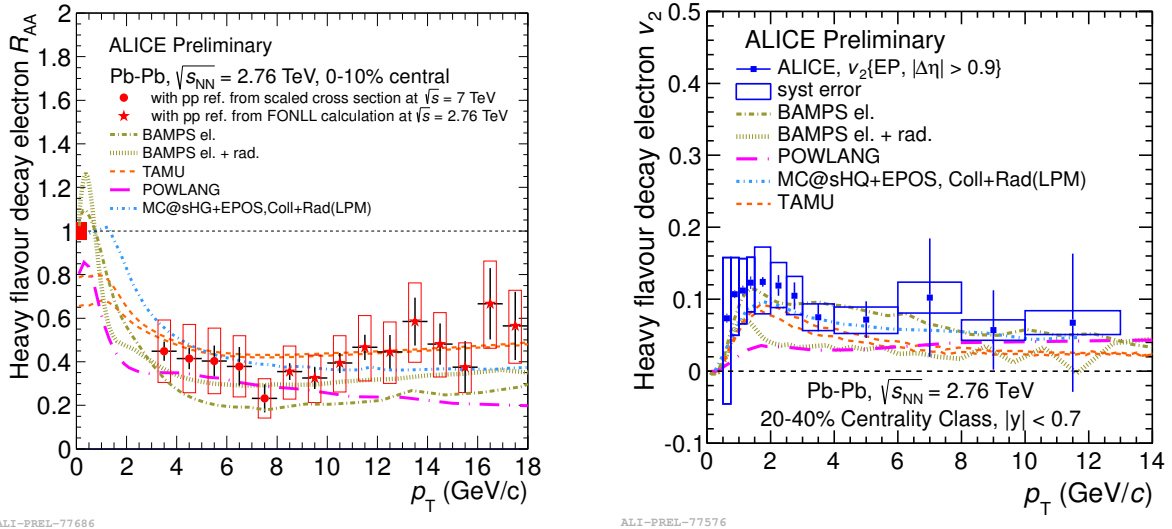 Heavy flavour decay electron R_AA
2
1.8
1.6
1.4
1.2
1
0.8
0.6
0.4
0.2
0
ALICE Preliminary
Pb-Pb, √s_NN = 2.76 TeV, 0-10% central
with pp ref. from scaled cross section at √s = 7 TeV
with pp ref. from FONLL calculation at √s = 2.76 TeV
BAMPS el.
BAMPS el. + rad.
TAMU
POWLANG
MC@sHG+EPOS,Coll+Rad(LPM)
0 2 4 6 8 10 12 14 16 18
p_T (GeV/c)
ALI-PREL-77686
Heavy flavour decay electron v_2
0.5
0.4
0.3
0.2
0.1
0
-0.1
ALICE Preliminary
ALICE, v_2{EP, |Δη| > 0.9}
syst error
BAMPS el.
BAMPS el. + rad.
POWLANG
MC@sHQ+EPOS, Coll+Rad(LPM)
TAMU
Pb-Pb, √s_NN = 2.76 TeV
20-40% Centrality Class, |y| < 0.7
0 2 4 6 8 10 12 14
p_T (GeV/c)
ALI-PREL-77576